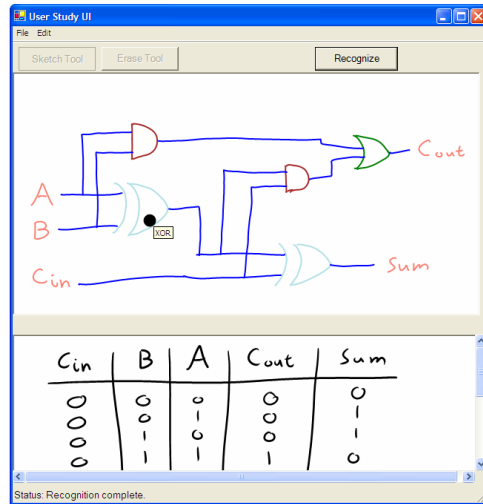 User Study UI
File Edit
Sketch Tool Erase Tool Recognize
A
B
Cin
XOR
Cout
Sum
Cin B A Cout Sum
0 0 0 0 0
0 0 1 0 1
0 1 0 0 1
0 1 1 1 0
Status: Recognition complete.